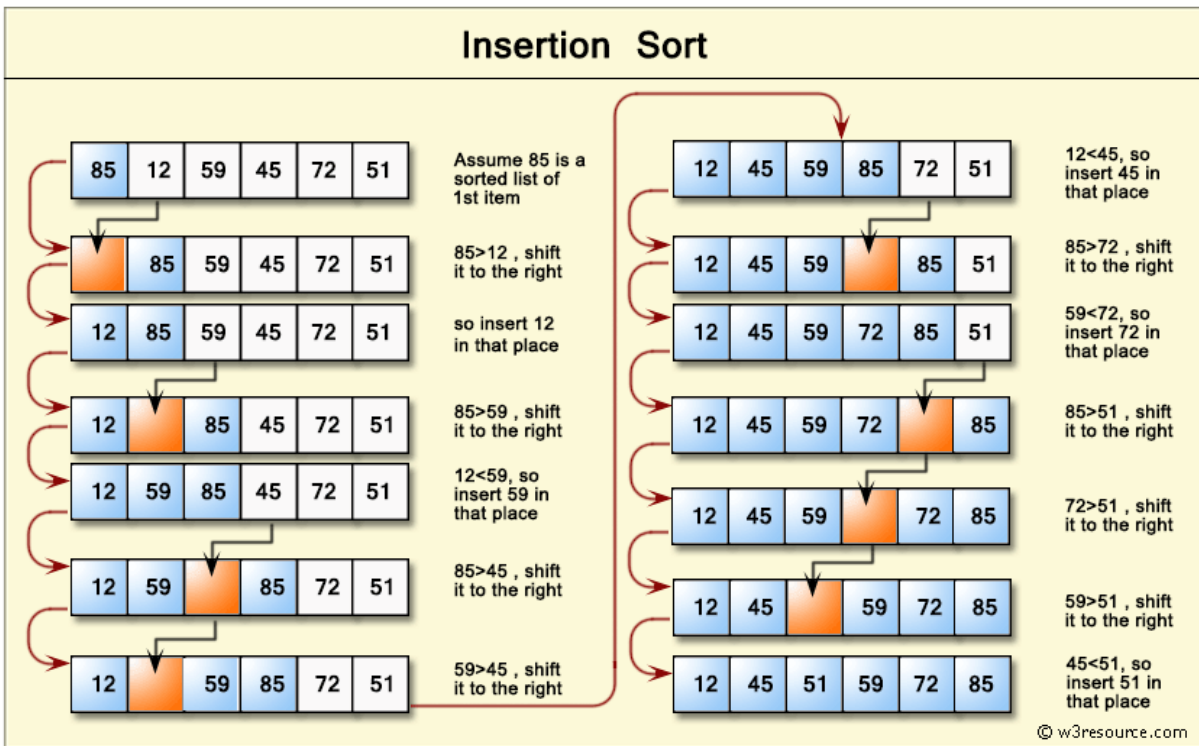 Insertion Sort
85 12 59 45 72 51
Assume 85 is a
sorted list of
1st item
85 59 45 72 51
85>12 , shift
it to the right
12 85 59 45 72 51
so insert 12
in that place
12 85 45 72 51
85>59 , shift
it to the right
12 59 85 45 72 51
12<59, so
insert 59 in
that place
12 59 85 72 51
85>45 , shift
it to the right
12 59 85 72 51
59>45 , shift
it to the right
12 45 59 85 72 51
12<45, so
insert 45 in
that place
12 45 59 85 51
85>72 , shift
it to the right
12 45 59 72 85 51
59<72, so
insert 72 in
that place
12 45 59 72 85
85>51 , shift
it to the right
12 45 59 72 85
72>51 , shift
it to the right
12 45 59 72 85
59>51 , shift
it to the right
12 45 51 59 72 85
45<51, so
insert 51 in
that place
© w3resource.com